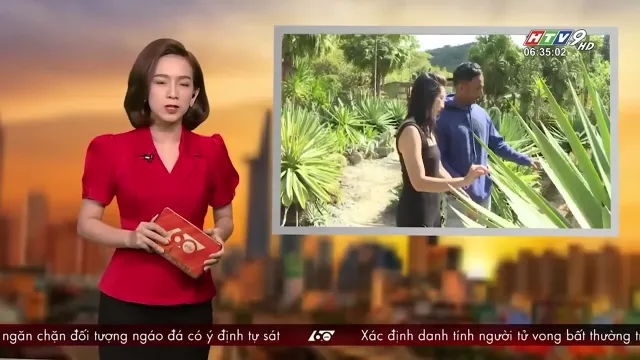 HTV9 HD
06:35:02
60
ngăn chặn đối tượng ngáo đá có ý định tự sát 60 Xác định danh tính người tử vong bất thường t